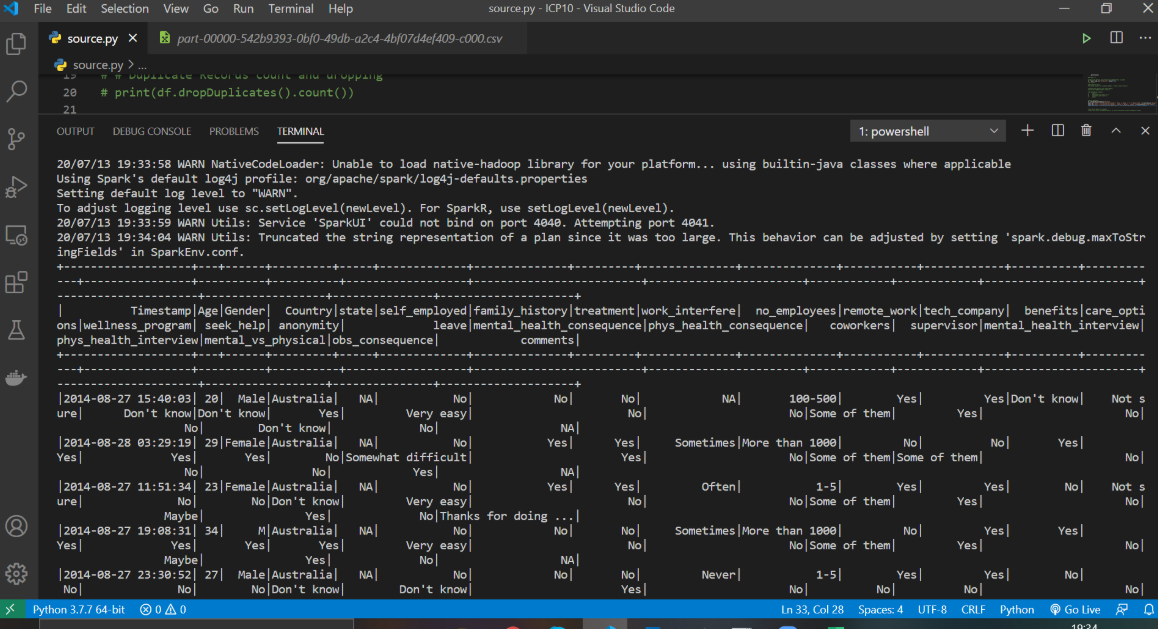 File Edit Selection View Go Run Terminal Help source.py - ICP10 - Visual Studio Code
source.py part-00000-542b9393-0bf0-49db-a2c4-4bf07d4ef409-c000.csv
source.py > ...
19 # # Duplicate Records count and dropping
20 # print(df.dropDuplicates().count())
21
OUTPUT DEBUG CONSOLE PROBLEMS TERMINAL 1: powershell
20/07/13 19:33:58 WARN NativeCodeLoader: Unable to load native-hadoop library for your platform... using builtin-java classes where applicable
Using Spark's default log4j profile: org/apache/spark/log4j-defaults.properties
Setting default log level to "WARN".
To adjust logging level use sc.setLogLevel(newLevel). For SparkR, use setLogLevel(newLevel).
20/07/13 19:33:59 WARN Utils: Service 'SparkUI' could not bind on port 4040. Attempting port 4041.
20/07/13 19:34:04 WARN Utils: Truncated the string representation of a plan since it was too large. This behavior can be adjusted by setting 'spark.debug.maxToStr
ingFields' in SparkEnv.conf.
| Timestamp|Age|Gender| Country|state|self_employed|family_history|treatment|work_interfere| no_employees|remote_work|tech_company| benefits|care_opti
ons|wellness_program| seek_help| anonymity| leave|mental_health_consequence|phys_health_consequence| coworkers| supervisor|mental_health_interview|
phys_health_interview|mental_vs_physical|obs_consequence| comments|
|2014-08-27 15:40:03| 20| Male|Australia| NA| No| No| No| NA| 100-500| Yes| Yes|Don't know| Not s
ure| Don't know|Don't know| Yes| Very easy| No| No|Some of them| Yes| No|
No| Don't know| No| NA|
|2014-08-28 03:29:19| 29|Female|Australia| NA| No| Yes| Yes| Sometimes|More than 1000| No| No| Yes|
Yes| Yes| Yes| No|Somewhat difficult| Yes| No|Some of them|Some of them| No|
No| No| Yes| NA|
|2014-08-27 11:51:34| 23|Female|Australia| NA| No| Yes| Yes| Often| 1-5| Yes| Yes| No| Not s
ure| No| No|Don't know| Very easy| No| No|Some of them| Yes| No|
Maybe| Yes| No|Thanks for doing ...|
|2014-08-27 19:08:31| 34| M|Australia| NA| No| No| No| Sometimes|More than 1000| No| Yes| Yes|
Yes| Yes| Yes| Yes| Very easy| No| No|Some of them| Yes| No|
Maybe| Yes| No| NA|
|2014-08-27 23:30:52| 27| Male|Australia| NA| No| No| No| Never| 1-5| Yes| Yes| No|
No| No| No|Don't know| Don't know| Yes| No| No| No| No|
Python 3.7.7 64-bit 0 0 Ln 33, Col 28 Spaces: 4 UTF-8 CRLF Python Go Live
19:34